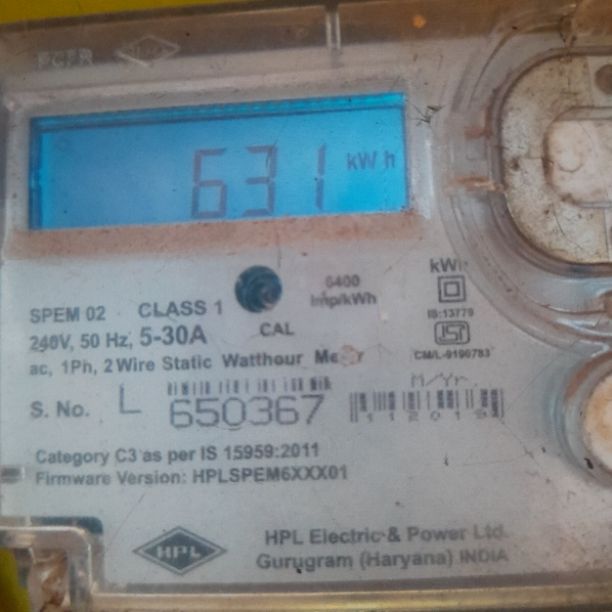 631 kWh
6400
imp/kWh
kWh
IS:13779
SPEM 02 CLASS 1
CAL
240V, 50 Hz, 5-30A
ac, 1Ph, 2 Wire Static Watthour
CM/L-9190783
M/Yr.
S. No. L 650367
112019
Category C3 as per IS 15959:2011
Firmware Version: HPLSPEM6XXX01
HPL
HPL Electric & Power Ltd.
Gurugram (Haryana) INDIA